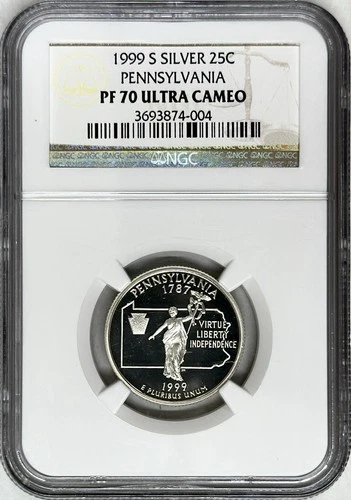 1999 S SILVER 25C
PENNSYLVANIA
PF 70 ULTRA CAMEO
3693874-004
NGC
PENNSYLVANIA
1787
VIRTUE
LIBERTY
INDEPENDENCE
1999
E PLURIBUS UNUM